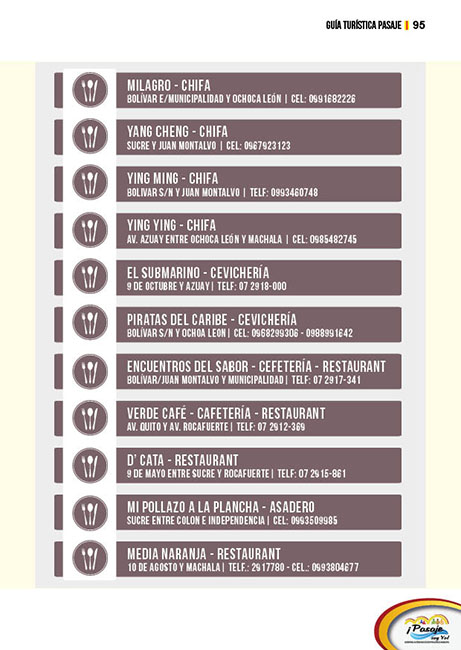 GUÍA TURÍSTICA PASAJE | 95
MILAGRO - CHIFA
BOLÍVAR E/MUNICIPALIDAD Y OCHOCA LEÓN | CEL: 0991682226
YANG CHENG - CHIFA
SUCRE Y JUAN MONTALVO | CEL: 0967923123
YING MING - CHIFA
BOLIVAR S/N Y JUAN MONTALVO | TELF: 0993460748
YING YING - CHIFA
AV. AZUAY ENTRE OCHOCA LEÓN Y MACHALA | CEL: 0985482745
EL SUBMARINO - CEVICHERÍA
9 DE OCTUBRE Y AZUAY| TELF: 07 2918-000
PIRATAS DEL CARIBE - CEVICHERÍA
BOLÍVAR S/N Y OCHOA LEON| CEL: 0968299306 - 0988991642
ENCUENTROS DEL SABOR - CEFETERÍA - RESTAURANT
BOLÍVAR/JUAN MONTALVO Y MUNICIPALIDAD| TELF: 07 2917-341
VERDE CAFÉ - CAFETERÍA - RESTAURANT
AV. QUITO Y AV. ROCAFUERTE| TELF: 07 2912-369
D' CATA - RESTAURANT
9 DE MAYO ENTRE SUCRE Y ROCAFUERTE| TELF: 07 2915-861
MI POLLAZO A LA PLANCHA - ASADERO
SUCRE ENTRE COLON E INDEPENDENCIA| CEL: 0993509985
MEDIA NARANJA - RESTAURANT
10 DE AGOSTO Y MACHALA| TELF.: 2917780 - CEL.: 0993804677
¡Pasaje
soy Yo!